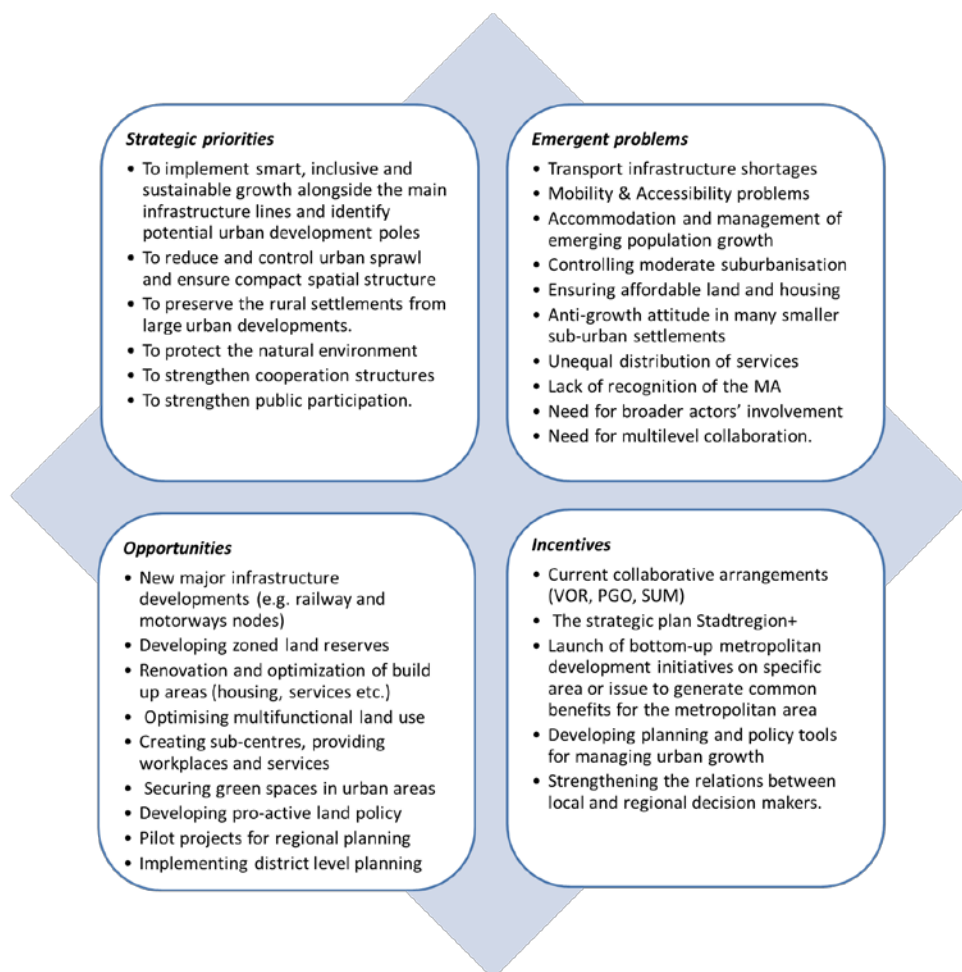 Strategic priorities
• To implement smart, inclusive and
sustainable growth alongside the main
infrastructure lines and identify
potential urban development poles
• To reduce and control urban sprawl
and ensure compact spatial structure
• To preserve the rural settlements from
large urban developments.
• To protect the natural environment
• To strengthen cooperation structures
• To strengthen public participation.
Emergent problems
• Transport infrastructure shortages
• Mobility & Accessibility problems
• Accommodation and management of
emerging population growth
• Controlling moderate suburbanisation
• Ensuring affordable land and housing
• Anti-growth attitude in many smaller
sub-urban settlements
• Unequal distribution of services
• Lack of recognition of the MA
• Need for broader actors’ involvement
• Need for multilevel collaboration.
Opportunities
• New major infrastructure
developments (e.g. railway and
motorways nodes)
• Developing zoned land reserves
• Renovation and optimization of build
up areas (housing, services etc.)
• Optimising multifunctional land use
• Creating sub-centres, providing
workplaces and services
• Securing green spaces in urban areas
• Developing pro-active land policy
• Pilot projects for regional planning
• Implementing district level planning
Incentives
• Current collaborative arrangements
(VOR, PGO, SUM)
• The strategic plan Stadtregion+
• Launch of bottom-up metropolitan
development initiatives on specific
area or issue to generate common
benefits for the metropolitan area
• Developing planning and policy tools
for managing urban growth
• Strengthening the relations between
local and regional decision makers.